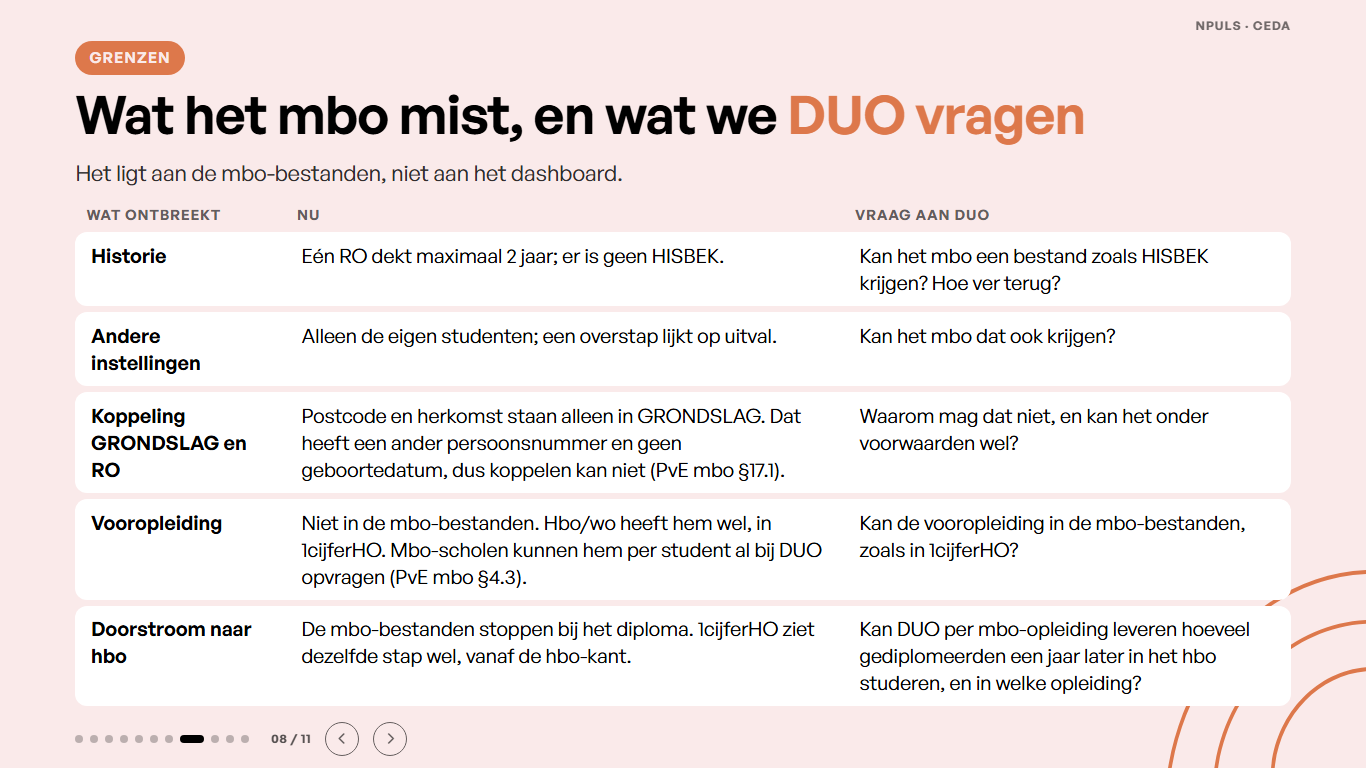 NPULS · CEDA
GRENZEN
Wat het mbo mist, en wat we DUO vragen
Het ligt aan de mbo-bestanden, niet aan het dashboard.
WAT ONTBREEKT NU VRAAG AAN DUO
Historie Eén RO dekt maximaal 2 jaar; er is geen HISBEK. Kan het mbo een bestand zoals HISBEK
krijgen? Hoe ver terug?
Andere Alleen de eigen studenten; een overstap lijkt op uitval. Kan het mbo dat ook krijgen?
instellingen
Koppeling Postcode en herkomst staan alleen in GRONDSLAG. Dat Waarom mag dat niet, en kan het onder
GRONDSLAG en heeft een ander persoonsnummer en geen voorwaarden wel?
RO geboortedatum, dus koppelen kan niet (PvE mbo §17.1).
Vooropleiding Niet in de mbo-bestanden. Hbo/wo heeft hem wel, in Kan de vooropleiding in de mbo-bestanden,
1cijferHO. Mbo-scholen kunnen hem per student al bij DUO zoals in 1cijferHO?
opvragen (PvE mbo §4.3).
Doorstroom naar De mbo-bestanden stoppen bij het diploma. 1cijferHO ziet Kan DUO per mbo-opleiding leveren hoeveel
hbo dezelfde stap wel, vanaf de hbo-kant. gediplomeerden een jaar later in het hbo
studeren, en in welke opleiding?
08 / 11